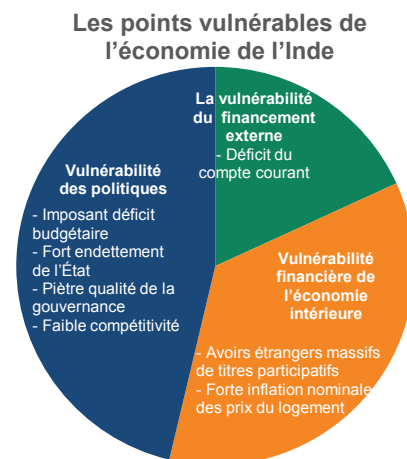 Les points vulnérables de
l’économie de l’Inde
La vulnérabilité
du financement
externe
- Déficit du
compte courant
Vulnérabilité
des politiques
- Imposant déficit
budgétaire
- Fort endettement
de l’État
- Piètre qualité de la
gouvernance
- Faible compétitivité
Vulnérabilité
financière de
l’économie
intérieure
- Avoirs étrangers massifs
de titres participatifs
- Forte inflation nominale
des prix du logement